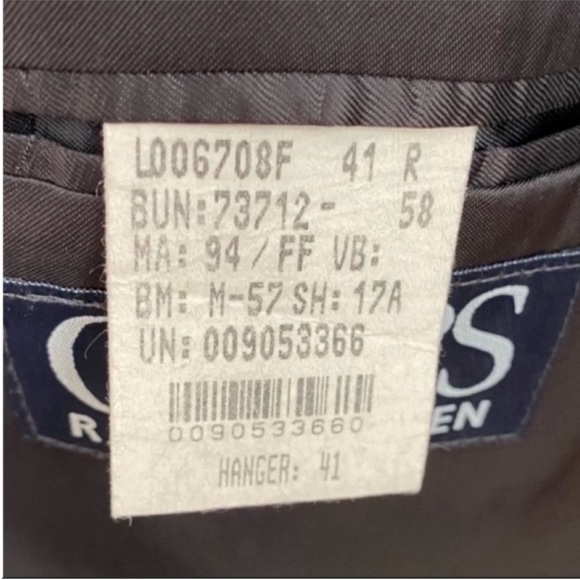 L006708F 41 R
BUN:73712- 58
MA: 94 / FF VB:
BM: M-57 SH: 17A
UN: 009053366
0090533660
HANGER: 41